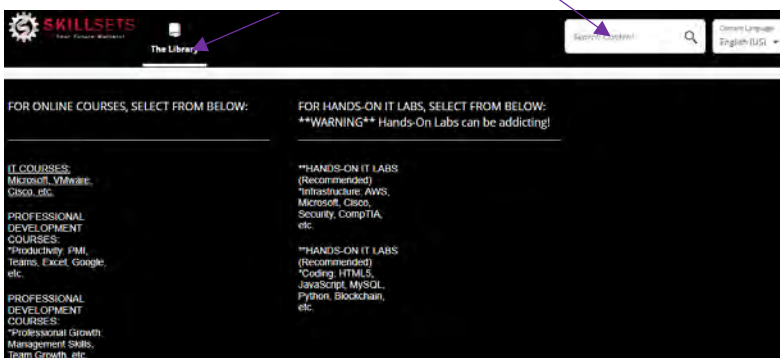 SKILLSETS
Your Future Matters!
The Library
Search Content
Content Language
English (US)
FOR ONLINE COURSES, SELECT FROM BELOW:
IT COURSES:
Microsoft, VMware,
Cisco, etc.
PROFESSIONAL
DEVELOPMENT
COURSES:
*Productivity: PMI,
Teams, Excel, Google,
etc.
PROFESSIONAL
DEVELOPMENT
COURSES:
*Professional Growth:
Management Skills,
Team Growth, etc.
FOR HANDS-ON IT LABS, SELECT FROM BELOW:
**WARNING** Hands-On Labs can be addicting!
**HANDS-ON IT LABS
(Recommended)
*Infrastructure: AWS,
Microsoft, Cisco,
Security, CompTIA,
etc.
**HANDS-ON IT LABS
(Recommended)
*Coding: HTML5,
JavaScript, MySQL,
Python, Blockchain,
etc.